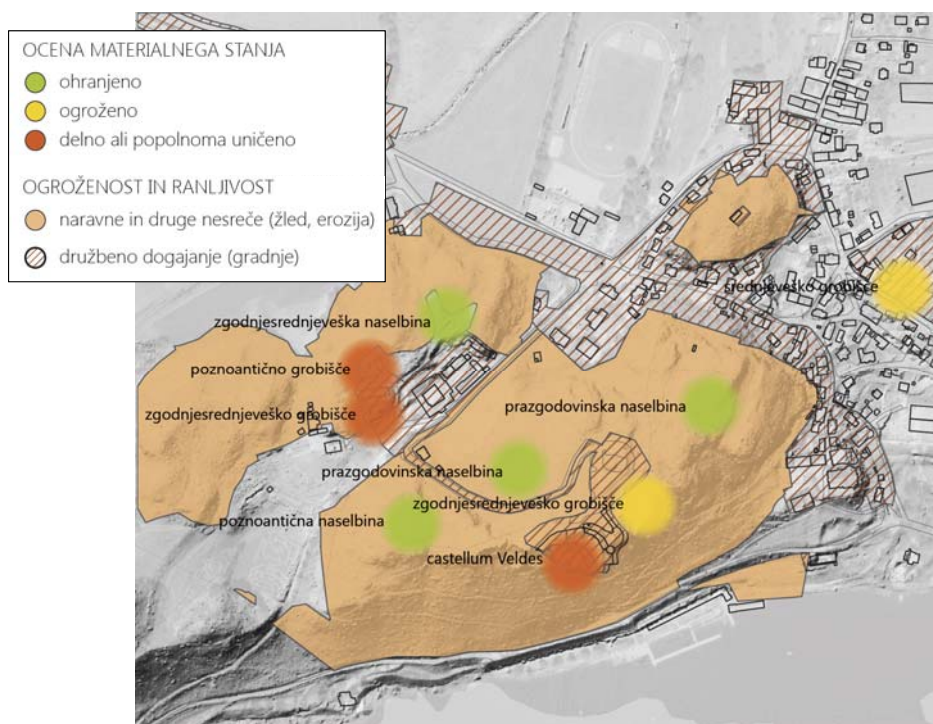 OCENA MATERIALNEGA STANJA
ohranjeno
ogroženo
delno ali popolnoma uničeno
OGROŽENOST IN RANLJIVOST
naravne in druge nesreče (žled, erozija)
družbeno dogajanje (gradnje)
srednjeveško grobišče
zgodnjesrednjeveška naselbina
poznoantično grobišče
zgodnjesrednjeveško grobišče
prazgodovinska naselbina
prazgodovinska naselbina
zgodnjesrednjeveško grobišče
poznoantična naselbina
castellum Veldes